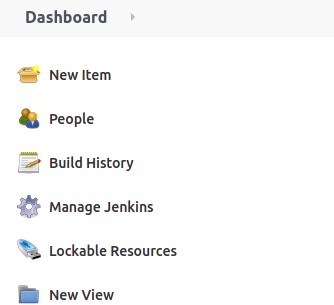 Dashboard
New Item
People
Build History
Manage Jenkins
Lockable Resources
New View